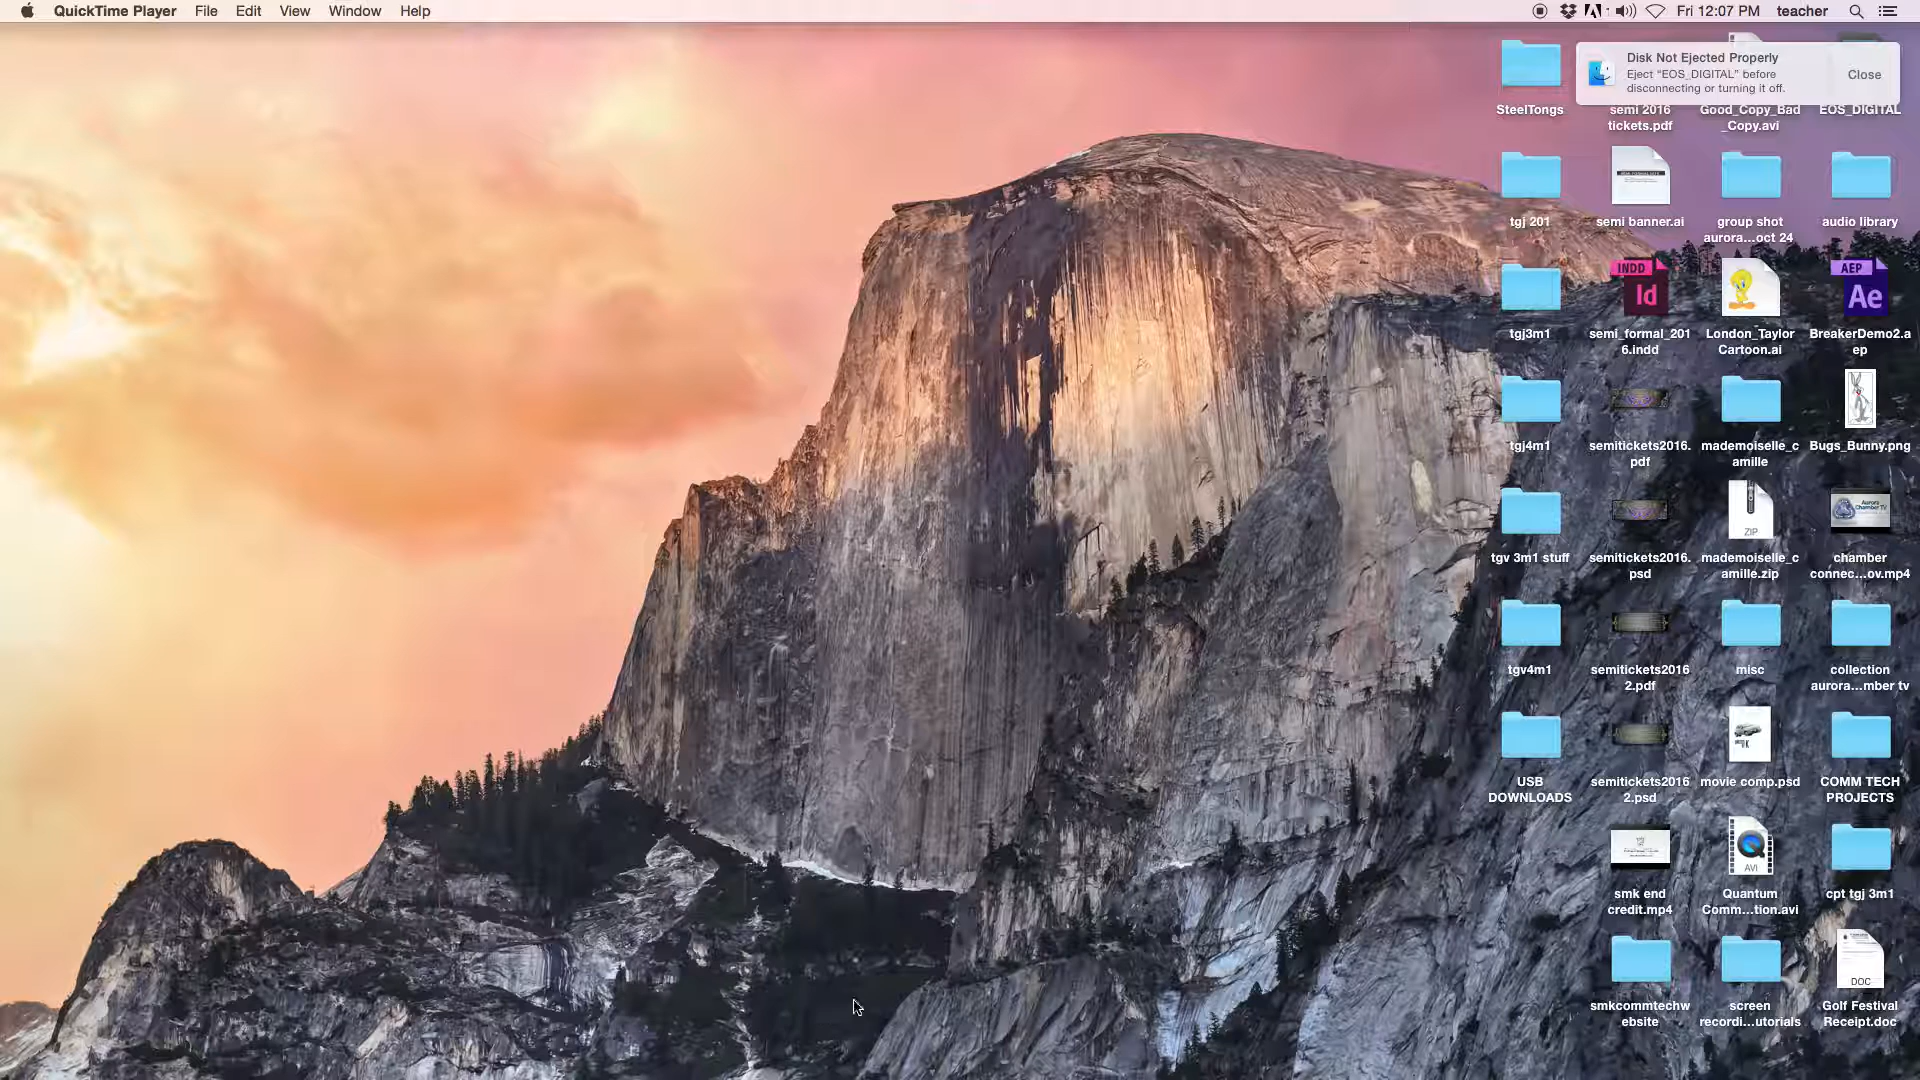 QuickTime Player File Edit View Window Help Fri 12:07 PM teacher
Disk Not Ejected Properly
Eject “EOS_DIGITAL” before
disconnecting or turning it off.
Close
SteelTongs
semi 2016
tickets.pdf
Good_Copy_Bad
_Copy.avi
EOS_DIGITAL
tgj 201
semi banner.ai
group shot
aurora...oct 24
audio library
INDD
Id
AEP
Ae
tgj3m1
semi_formal_201
6.indd
London_Taylor
Cartoon.ai
BreakerDemo2.a
ep
tgj4m1
semitickets2016.
pdf
mademoiselle_c
amille
Bugs_Bunny.png
ZIP
Aurora
Chamber TV
tgv 3m1 stuff
semitickets2016.
psd
mademoiselle_c
amille.zip
chamber
connec...ov.mp4
tgv4m1
semitickets2016
2.pdf
misc
collection
aurora...mber tv
USB
DOWNLOADS
semitickets2016
2.psd
movie comp.psd
COMM TECH
PROJECTS
AVI
smk end
credit.mp4
Quantum
Comm...tion.avi
cpt tgj 3m1
DOC
smkcommtechw
ebsite
screen
recordi...utorials
Golf Festival
Receipt.doc